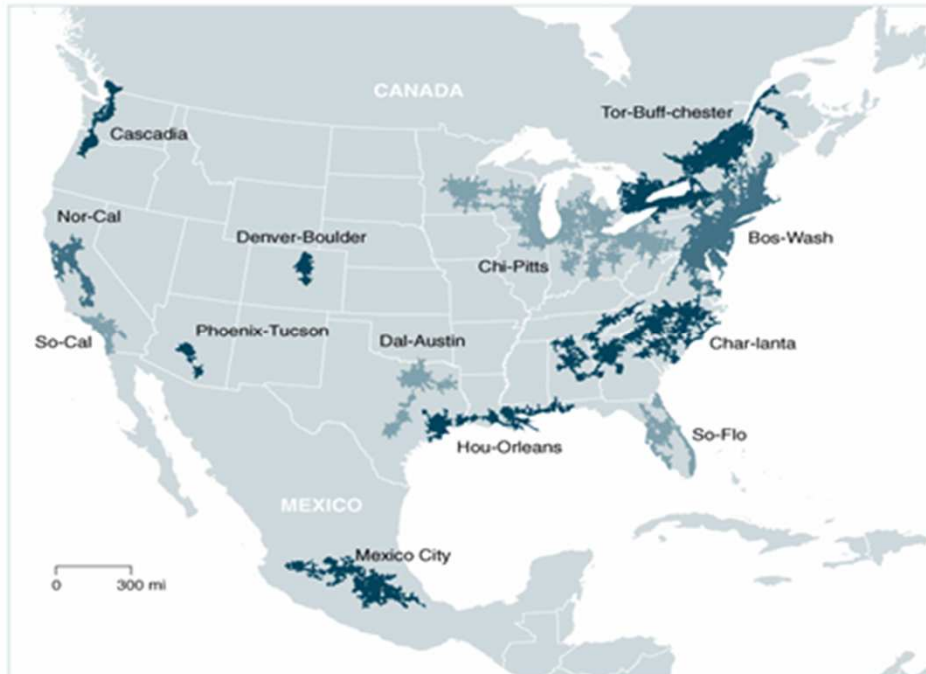 CANADA
Tor-Buff-chester
Cascadia
Nor-Cal
Denver-Boulder
Bos-Wash
Chi-Pitts
Phoenix-Tucson
So-Cal
Dal-Austin
Char-lanta
So-Flo
Hou-Orleans
MEXICO
Mexico City
0 300 mi